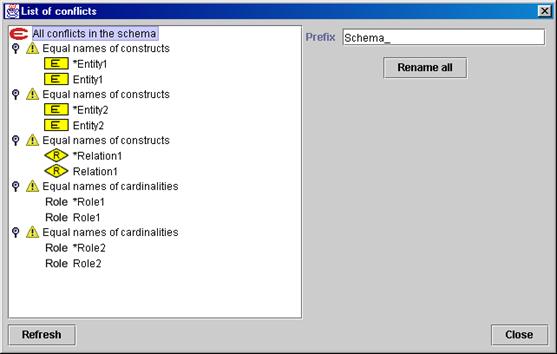 List of conflicts
All conflicts in the schema
Equal names of constructs
E *Entity1
E Entity1
Equal names of constructs
E *Entity2
E Entity2
Equal names of constructs
R *Relation1
R Relation1
Equal names of cardinalities
Role *Role1
Role Role1
Equal names of cardinalities
Role *Role2
Role Role2
Prefix Schema_
Rename all
Refresh
Close